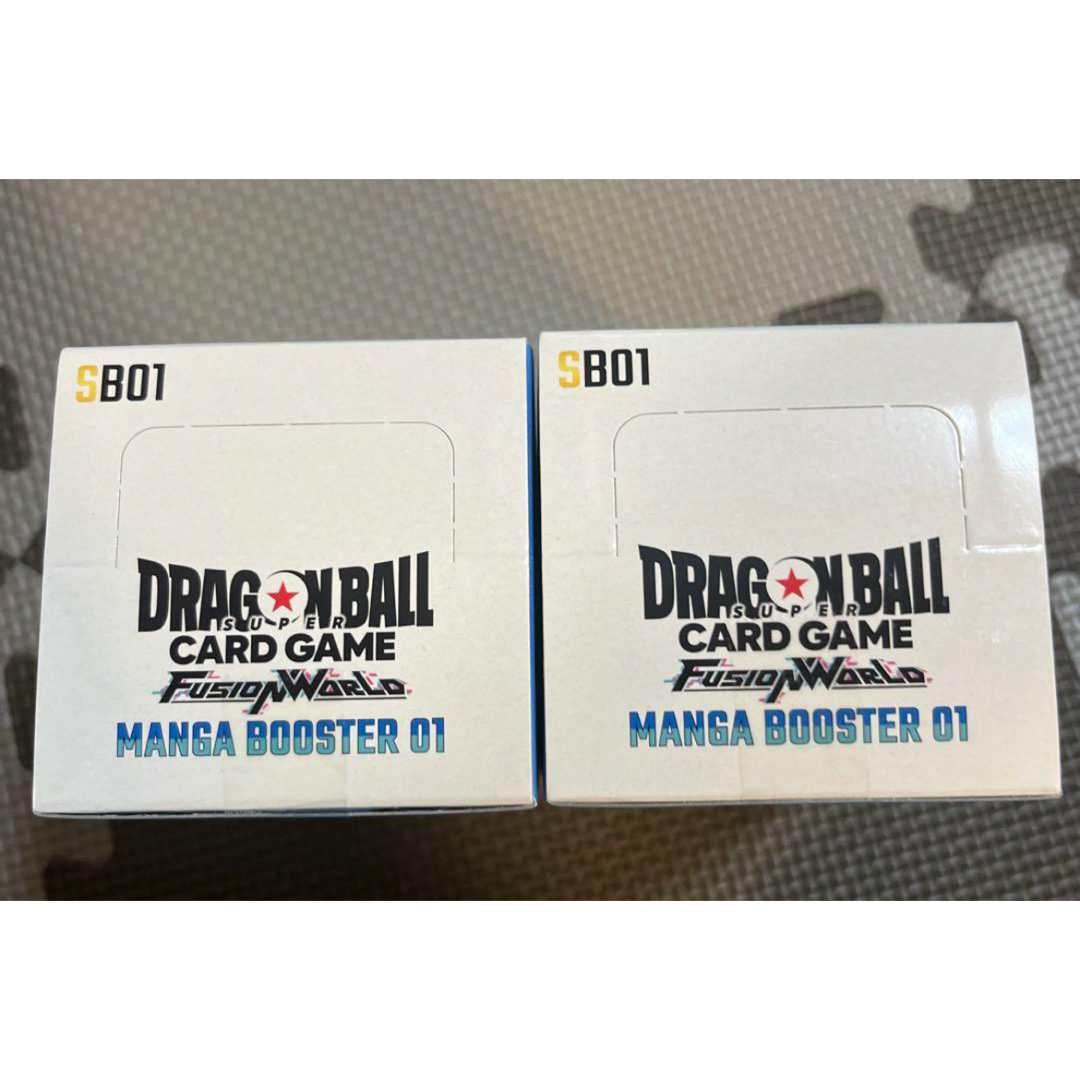 SB01
DRAGON BALL
SUPER
CARD GAME
FUSION WORLD
MANGA BOOSTER 01
SB01
DRAGON BALL
SUPER
CARD GAME
FUSION WORLD
MANGA BOOSTER 01